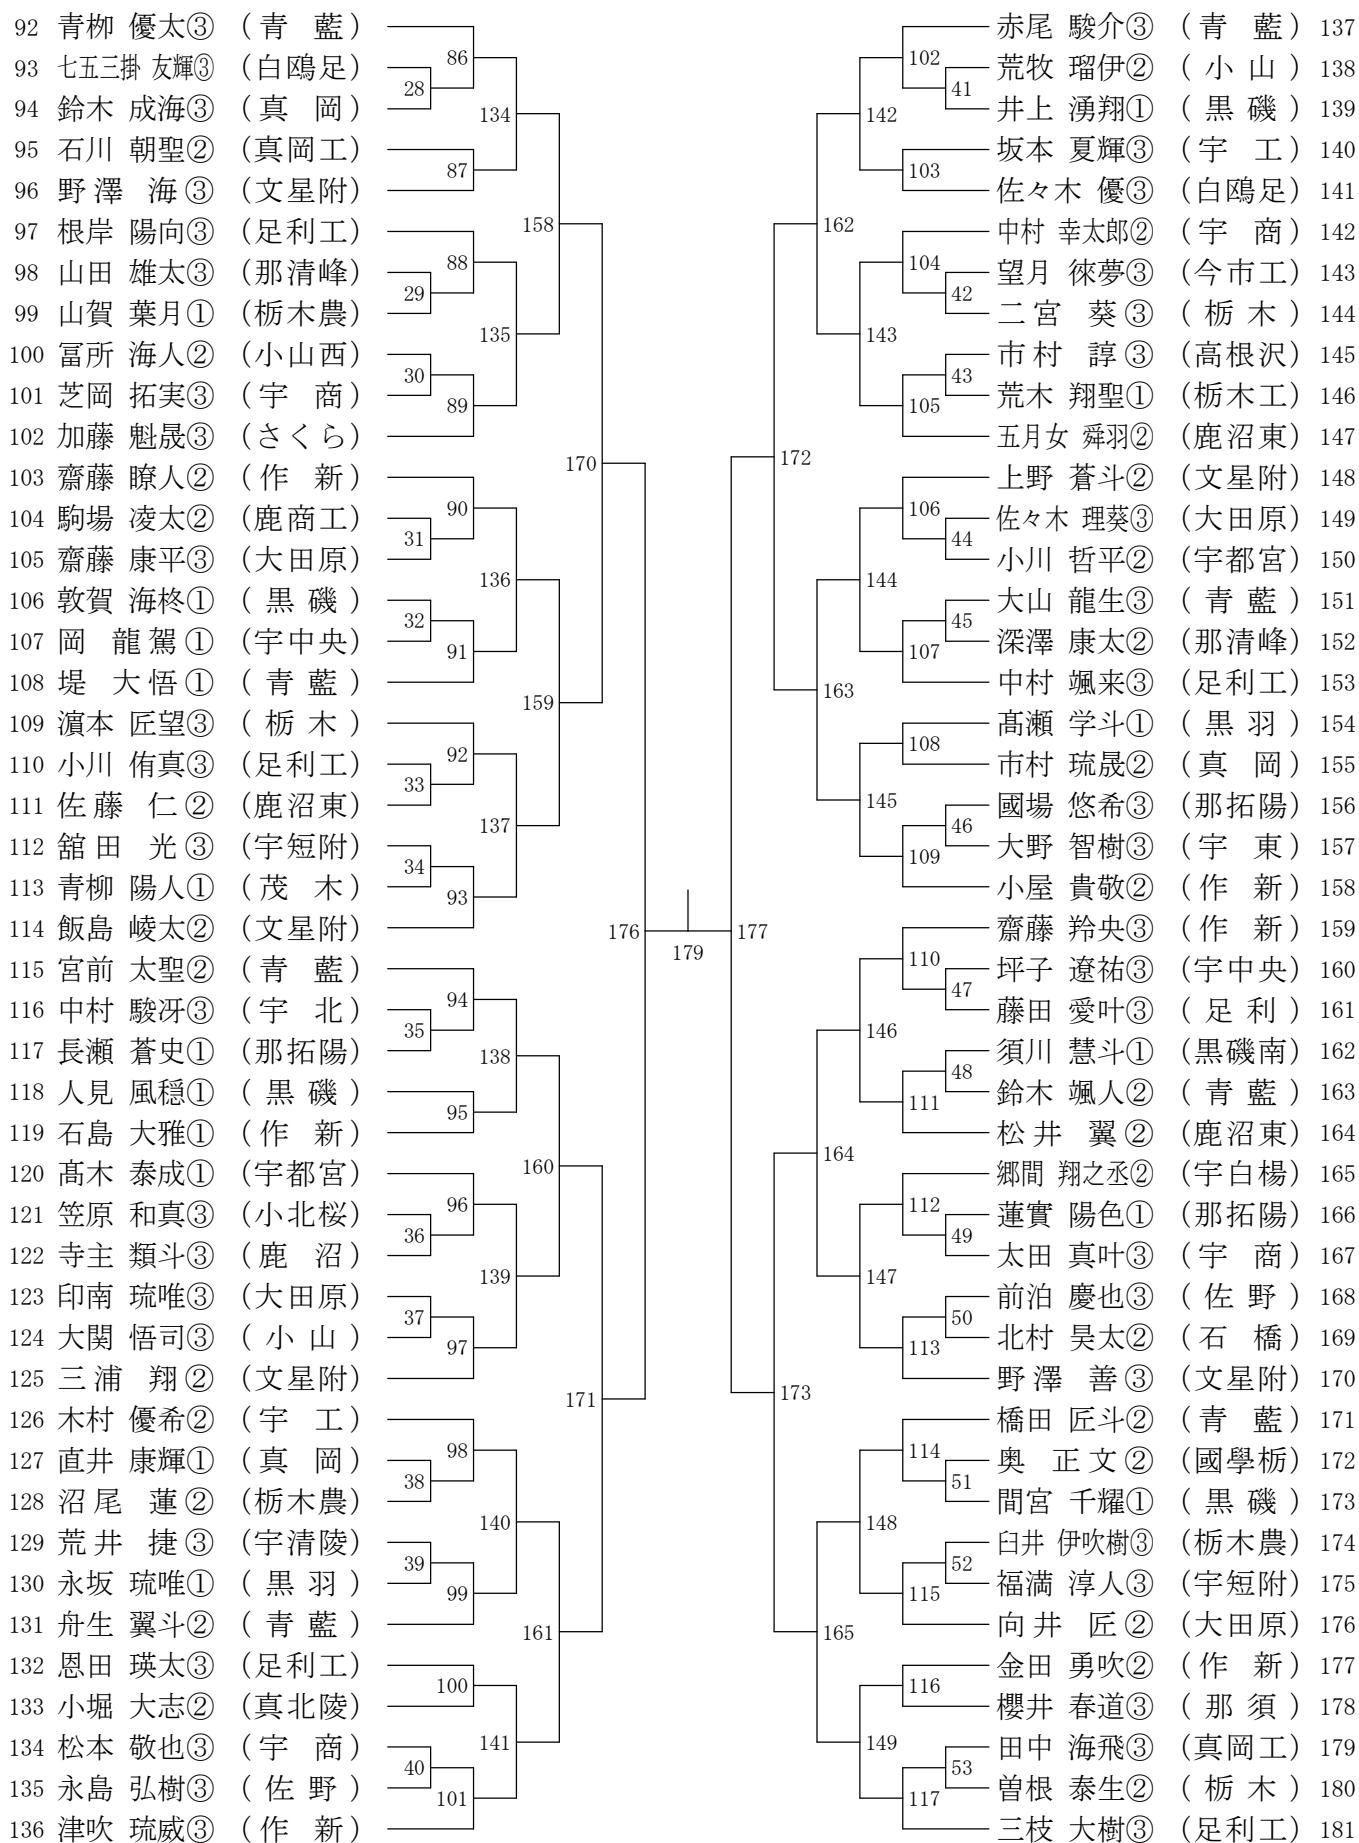 92 青栁 優太③ (青 藍)
93 七五三掛 友輝③ (白鴎足)
94 鈴木 成海③ (真 岡)
95 石川 朝聖② (真岡工)
96 野澤 海③ (文星附)
97 根岸 陽向③ (足利工)
98 山田 雄太③ (那清峰)
99 山賀 葉月① (栃木農)
100 冨所 海人② (小山西)
101 芝岡 拓実③ (宇 商)
102 加藤 魁晟③ (さくら)
103 齋藤 瞭人② (作 新)
104 駒場 凌太② (鹿商工)
105 齋藤 康平③ (大田原)
106 敦賀 海柊① (黒磯)
107 岡 龍駕① (宇中央)
108 堤 大悟① (青藍)
109 濵本 匠望③ (栃木)
110 小川 侑真③ (足利工)
111 佐藤 仁② (鹿沼東)
112 舘田 光③ (宇短附)
113 青柳 陽人① (茂 木)
114 飯島 崚太② (文星附)
115 宮前 太聖② (青 藍)
116 中村 駿冴③ (宇 北)
117 長瀬 蒼史① (那拓陽)
118 人見 風穏① (黒磯)
119 石島 大雅① (作 新)
120 髙木 泰成① (宇都宮)
121 笠原 和真③ (小北桜)
122 寺主 類斗③ (鹿 沼)
123 印南 琉唯③ (大田原)
124 大関 悟司③ (小山)
125 三浦 翔② (文星附)
126 木村 優希② (宇 工)
127 直井 康輝① (真 岡)
128 沼尾 蓮② (栃木農)
129 荒井 捷③ (宇清陵)
130 永坂 琉唯① (黒羽)
131 舟生 翼斗② (青藍)
132 恩田 瑛太③ (足利工)
133 小堀 大志② (真北陵)
134 松本 敬也③ (宇 商)
135 永島 弘樹③ (佐野)
136 津吹 琉威③ (作 新)
86
28
134
87
158
88
29
135
30
89
170
90
31
136
32
91
159
92
33
137
34
93
176
94
35
138
95
160
96
36
139
37
97
171
98
38
140
39
99
161
100
141
40
101
179
177
102
41
142
103
162
104
42
143
43
105
172
106
44
144
45
107
163
108
145
46
109
110
47
146
48
111
164
112
49
147
50
113
173
114
51
148
52
115
165
116
149
53
117
赤尾 駿介③ (青 藍) 137
荒牧 瑠伊② (小山) 138
井上 湧翔① (黒磯) 139
坂本 夏輝③ (宇 工) 140
佐々木 優③ (白鴎足) 141
中村 幸太郎② (宇 商) 142
望月 徠夢③ (今市工) 143
二宮 葵③ (栃木) 144
市村 諄③ (高根沢) 145
荒木 翔聖① (栃木工) 146
五月女 舜羽② (鹿沼東) 147
上野 蒼斗② (文星附) 148
佐々木 理葵③ (大田原) 149
小川 哲平② (宇都宮) 150
大山 龍生③ (青藍) 151
深澤 康太② (那清峰) 152
中村 颯来③ (足利工) 153
髙瀬 学斗① (黒羽) 154
市村 琉晟② (真 岡) 155
國場 悠希③ (那拓陽) 156
大野 智樹③ (宇 東) 157
小屋 貴敬② (作 新) 158
齋藤 羚央③ (作 新) 159
坪子 遼祐③ (宇中央) 160
藤田 愛叶③ (足利) 161
須川 慧斗① (黒磯南) 162
鈴木 颯人② (青藍) 163
松井 翼② (鹿沼東) 164
郷間 翔之丞② (宇白楊) 165
蓮實 陽色① (那拓陽) 166
太田 真叶③ (宇 商) 167
前泊 慶也③ (佐野) 168
北村 昊太② (石 橋) 169
野澤 善③ (文星附) 170
橋田 匠斗② (青 藍) 171
奥 正文② (國學栃) 172
間宮 千耀① (黒磯) 173
臼井 伊吹樹③ (栃木農) 174
福満 淳人③ (宇短附) 175
向井 匠② (大田原) 176
金田 勇吹② (作 新) 177
櫻井 春道③ (那須) 178
田中 海飛③ (真岡工) 179
曽根 泰生② (栃木) 180
三枝 大樹③ (足利工) 181